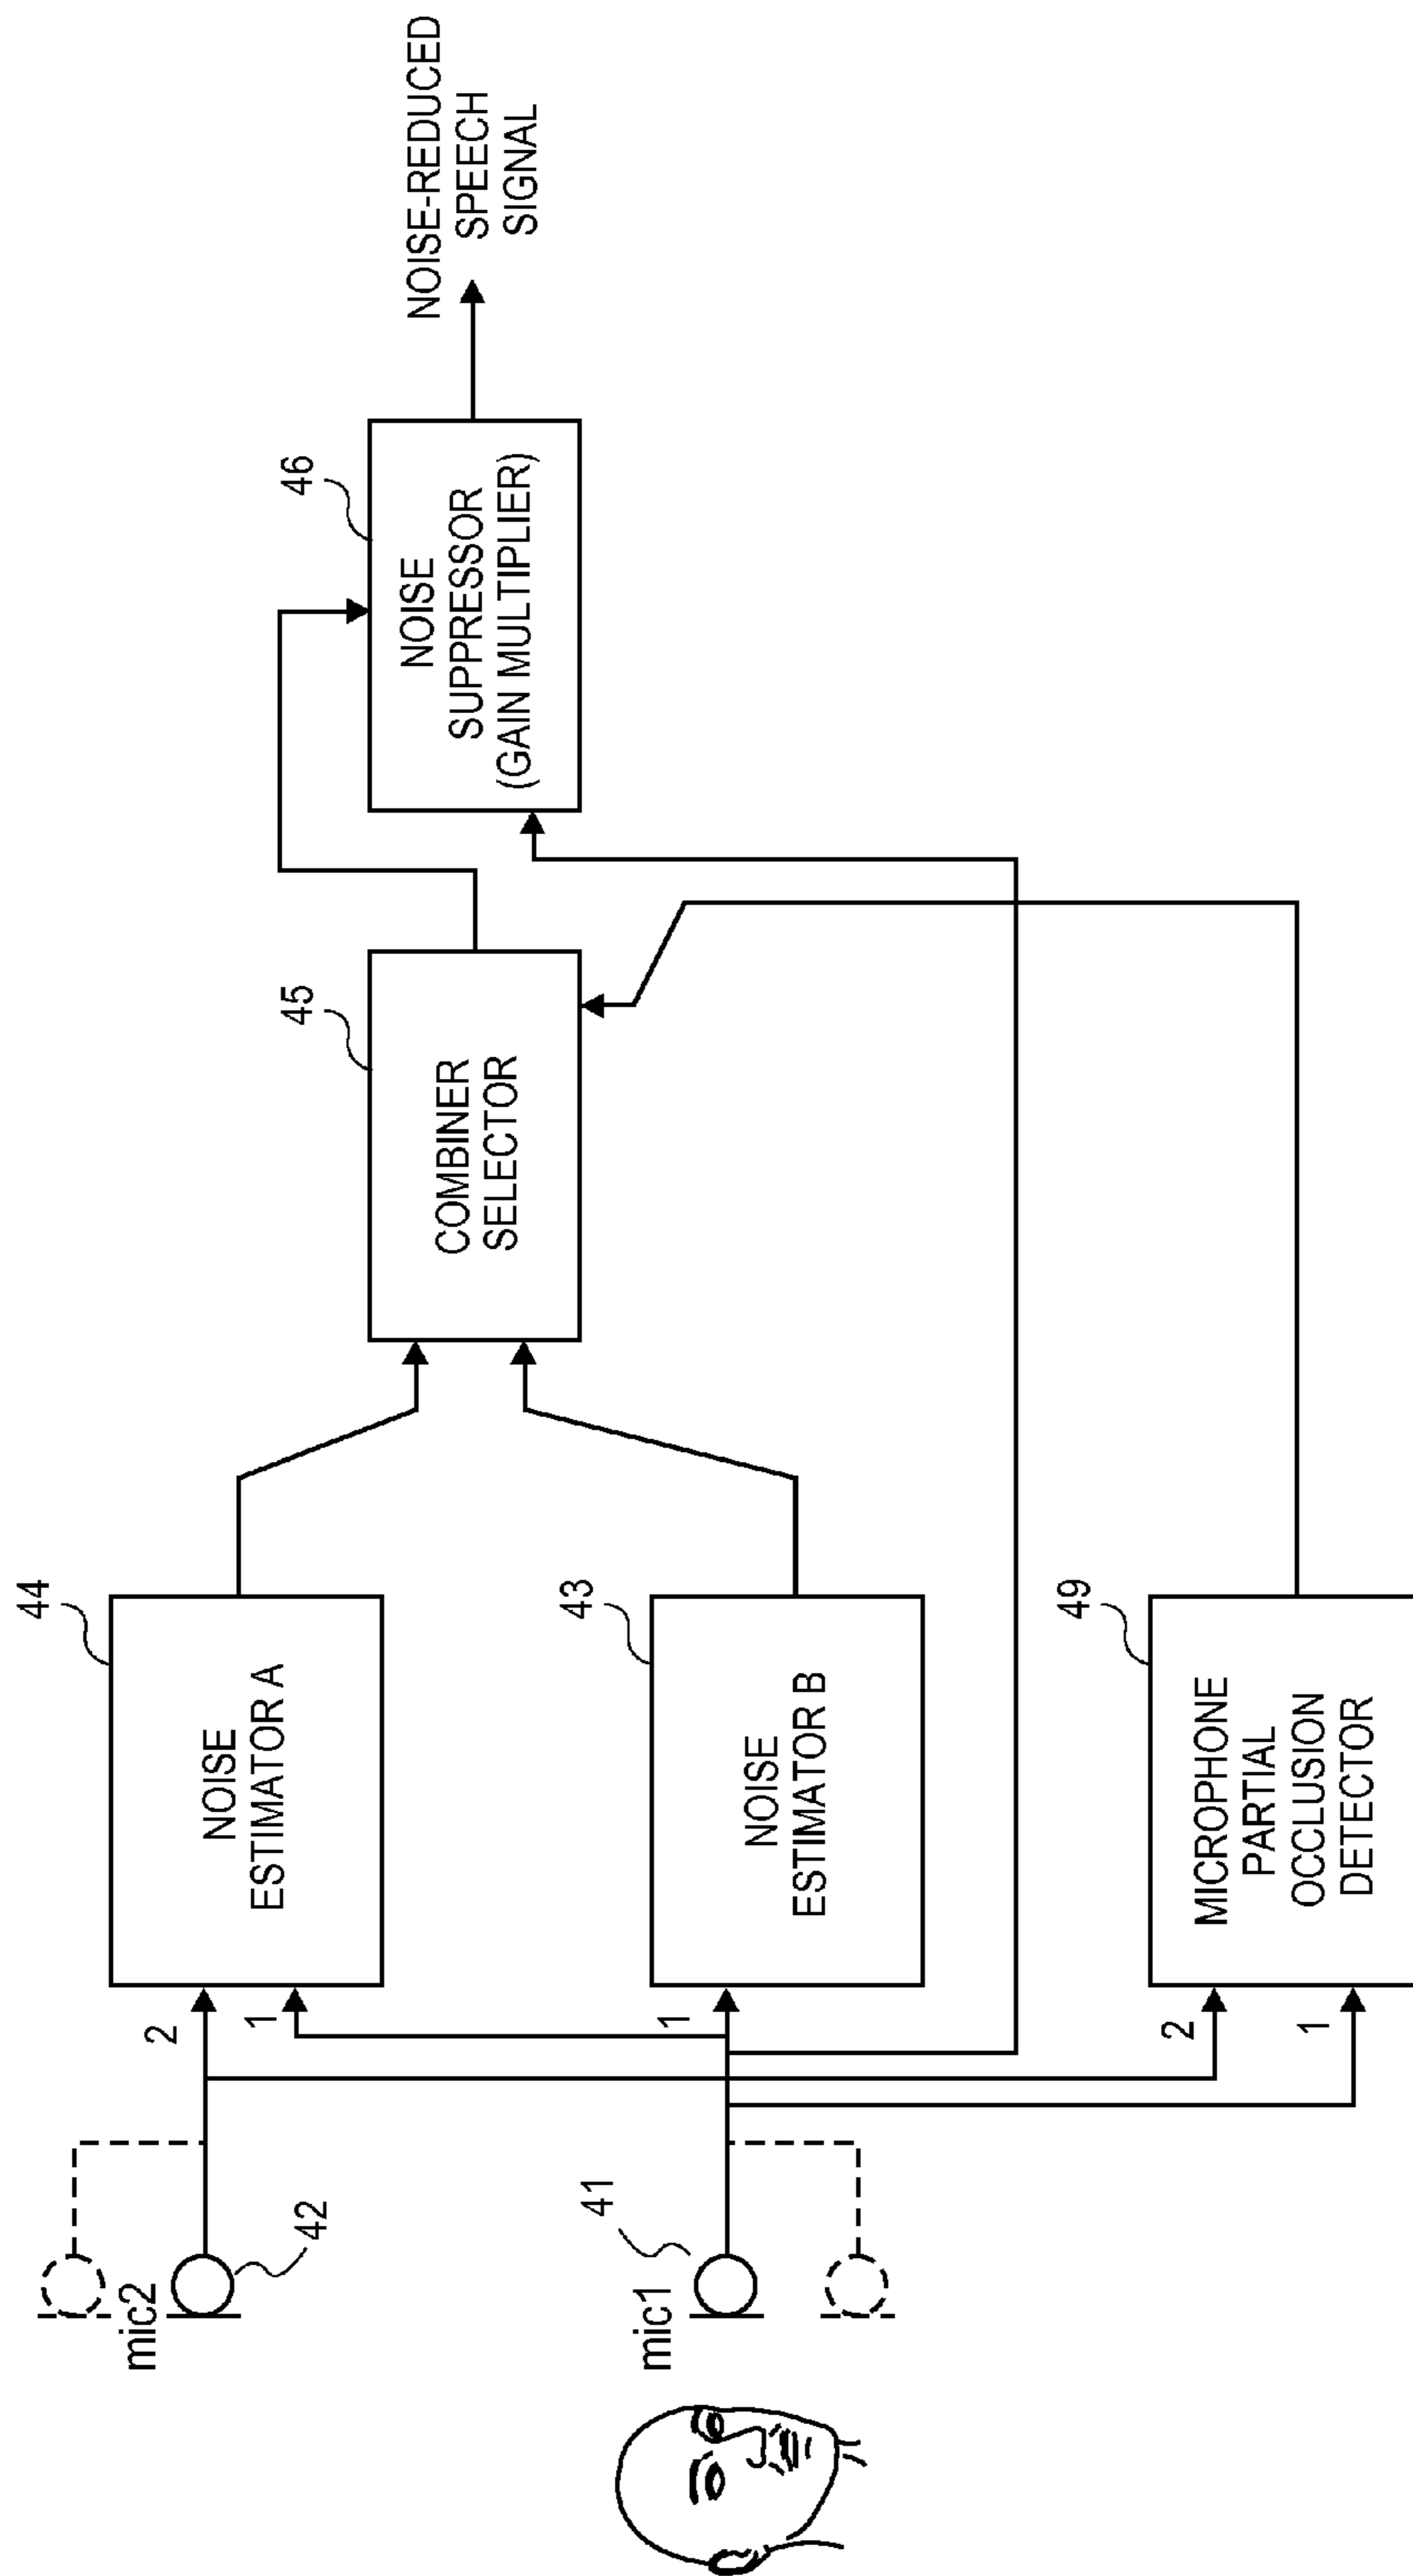 mic2
42
mic1
41
2
1
1
2
1
44
NOISE
ESTIMATOR A
43
NOISE
ESTIMATOR B
49
MICROPHONE
PARTIAL
OCCLUSION
DETECTOR
45
COMBINER
SELECTOR
46
NOISE
SUPPRESSOR
(GAIN MULTIPLIER)
NOISE-REDUCED
SPEECH
SIGNAL